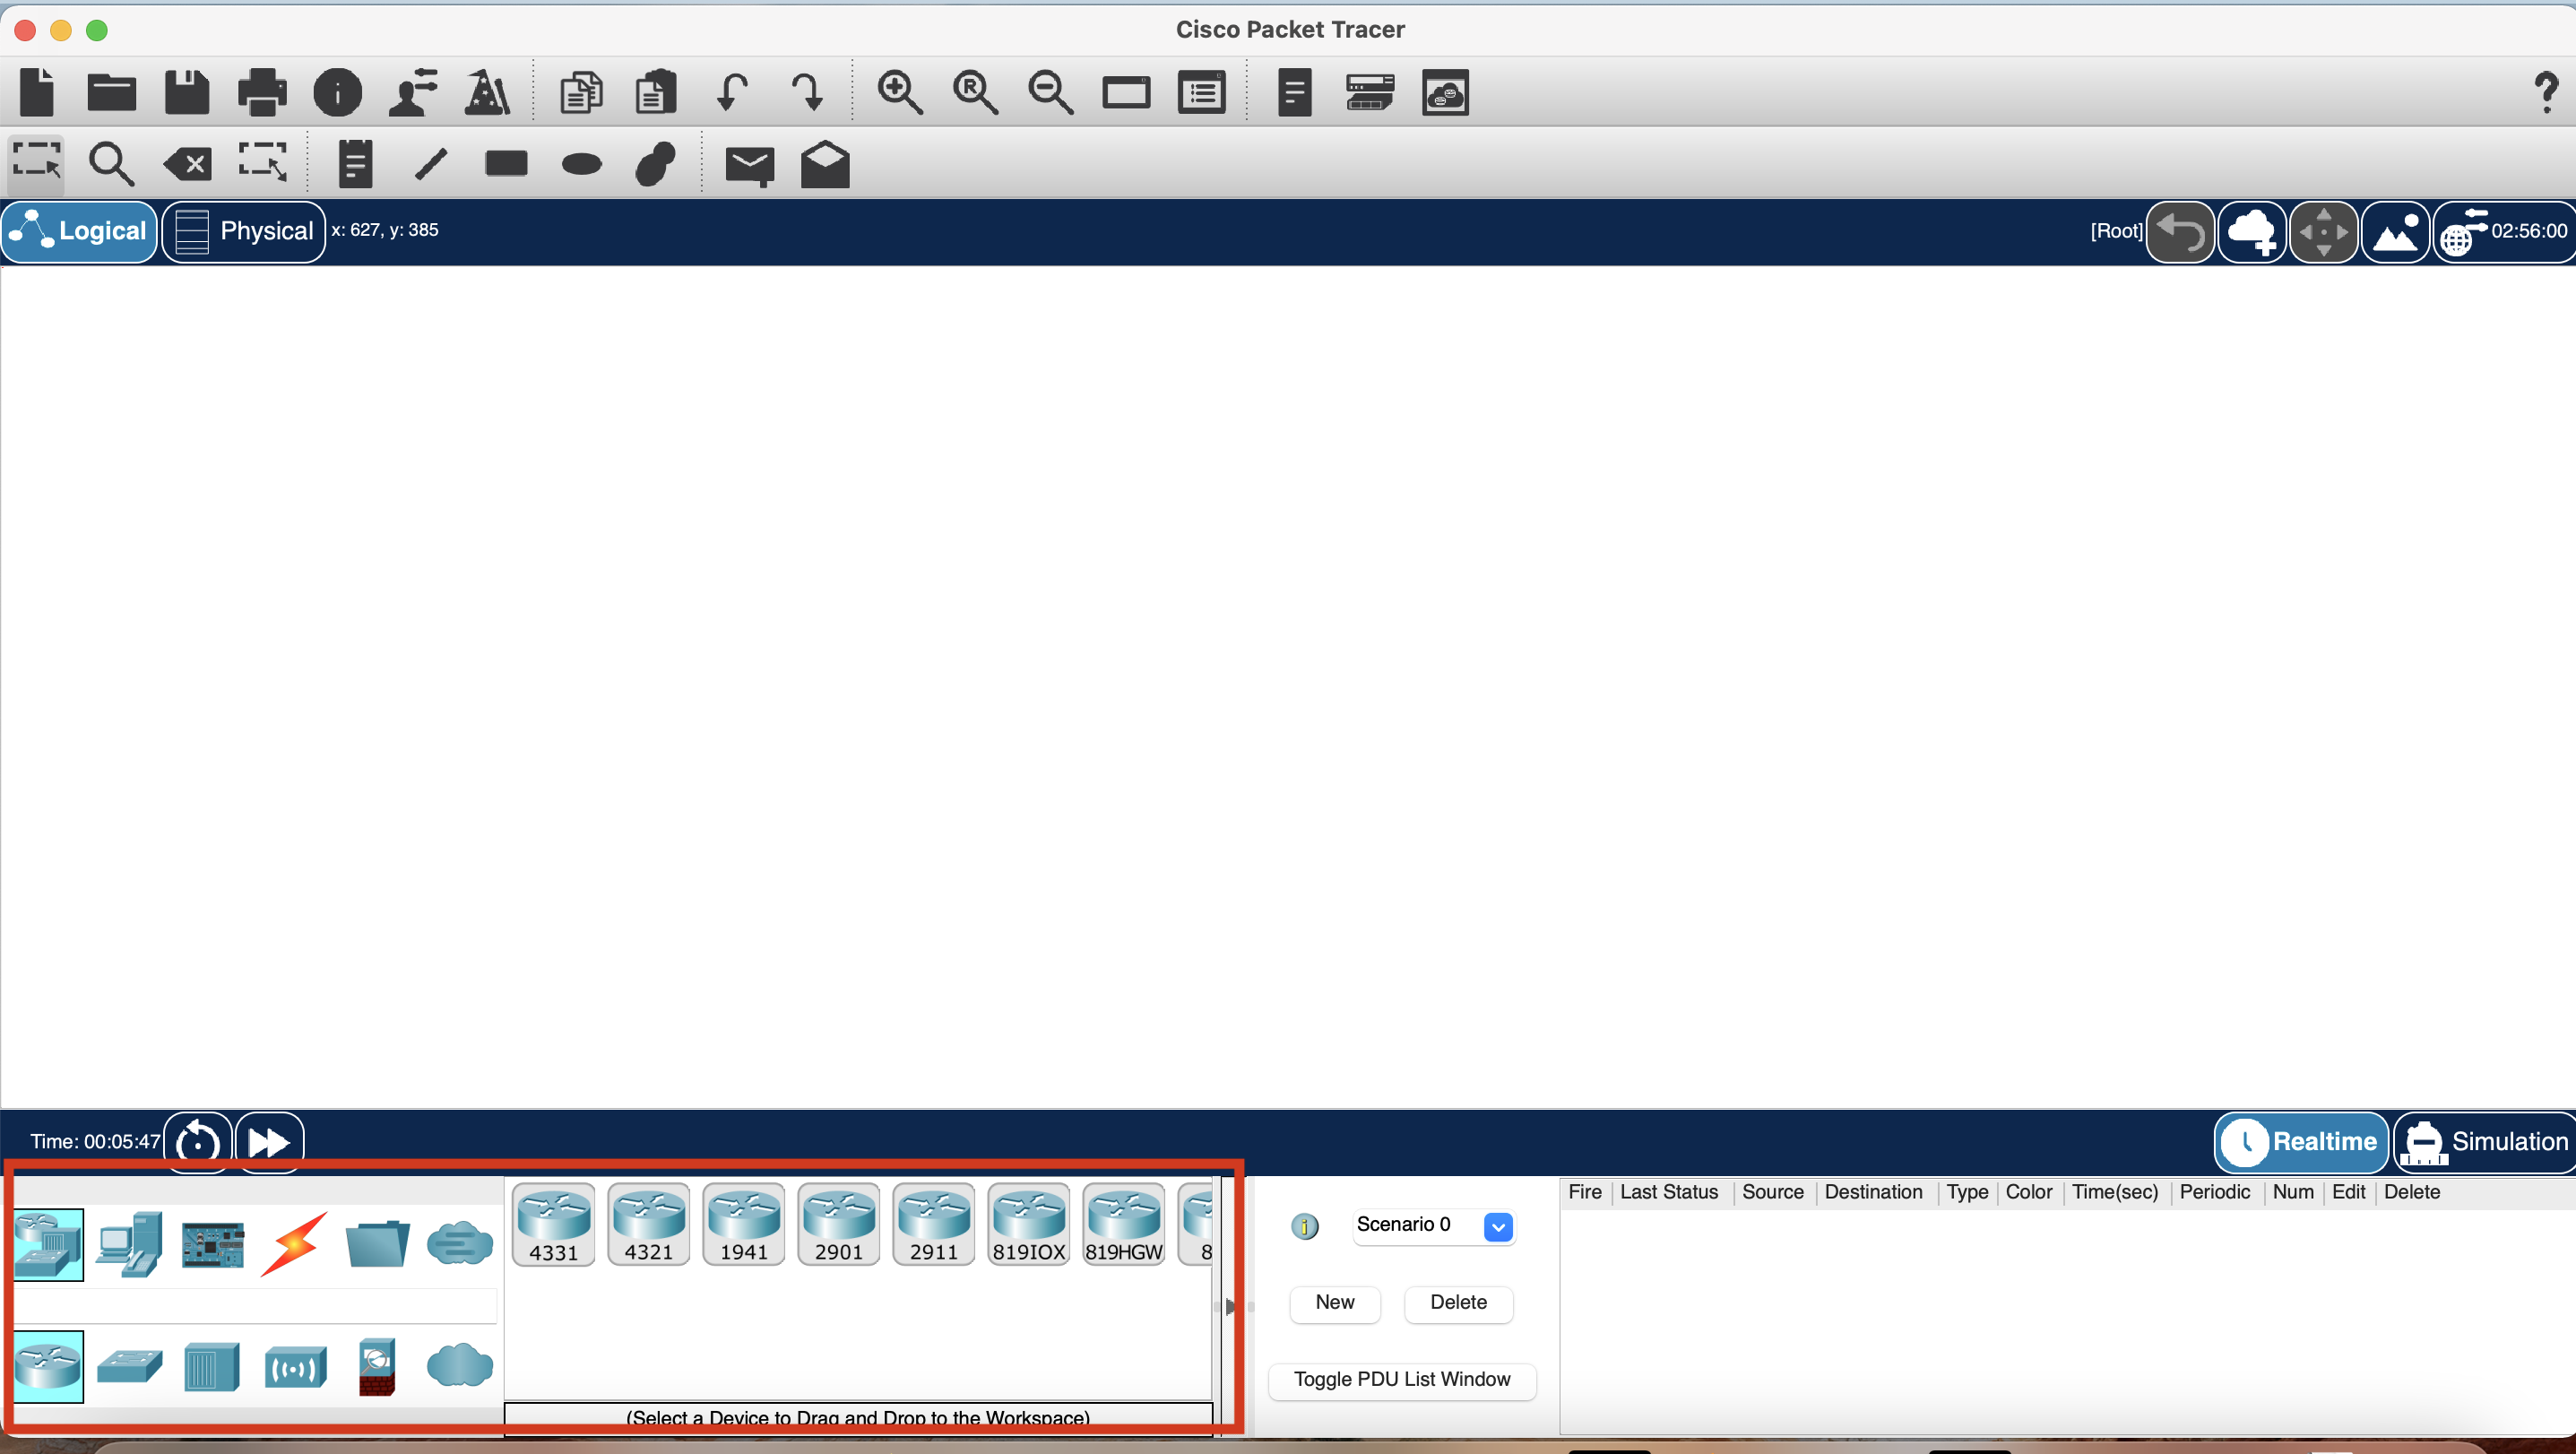 Cisco Packet Tracer
Logical Physical x: 627, y: 385 [Root] 02:56:00
Time: 00:05:47 Realtime Simulation
4331 4321 1941 2901 2911 819IOX 819HGW 8
(Select a Device to Drag and Drop to the Workspace)
Scenario 0
New Delete
Toggle PDU List Window
Fire Last Status Source Destination Type Color Time(sec) Periodic Num Edit Delete